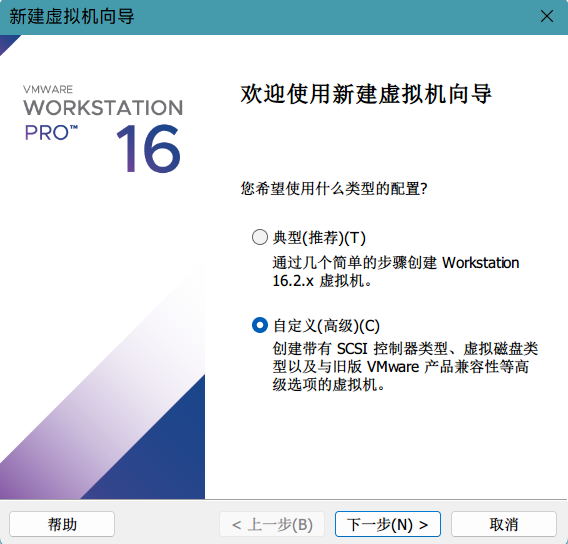 新建虚拟机向导
VMWARE
WORKSTATION
PRO™
16
欢迎使用新建虚拟机向导
您希望使用什么类型的配置?
典型(推荐)(T)
通过几个简单的步骤创建 Workstation
16.2.x 虚拟机。
自定义(高级)(C)
创建带有 SCSI 控制器类型、虚拟磁盘类
型以及与旧版 VMware 产品兼容性等高
级选项的虚拟机。
帮助
< 上一步(B)
下一步(N) >
取消